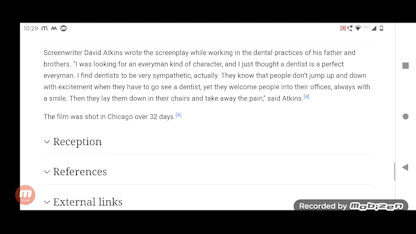 10:29
Screenwriter David Atkins wrote the screenplay while working in the dental practices of his father and
brothers. "I was looking for an everyman kind of character, and I just thought a dentist is a perfect
everyman. I find dentists to be very sympathetic, actually. They know that people don't jump up and down
with excitement when they have to go see a dentist, yet they welcome people into their offices, always with
a smile. Then they lay them down in their chairs and take away the pain," said Atkins.[4]
The film was shot in Chicago over 32 days.[4]
Reception
References
External links
Recorded by Mobizen